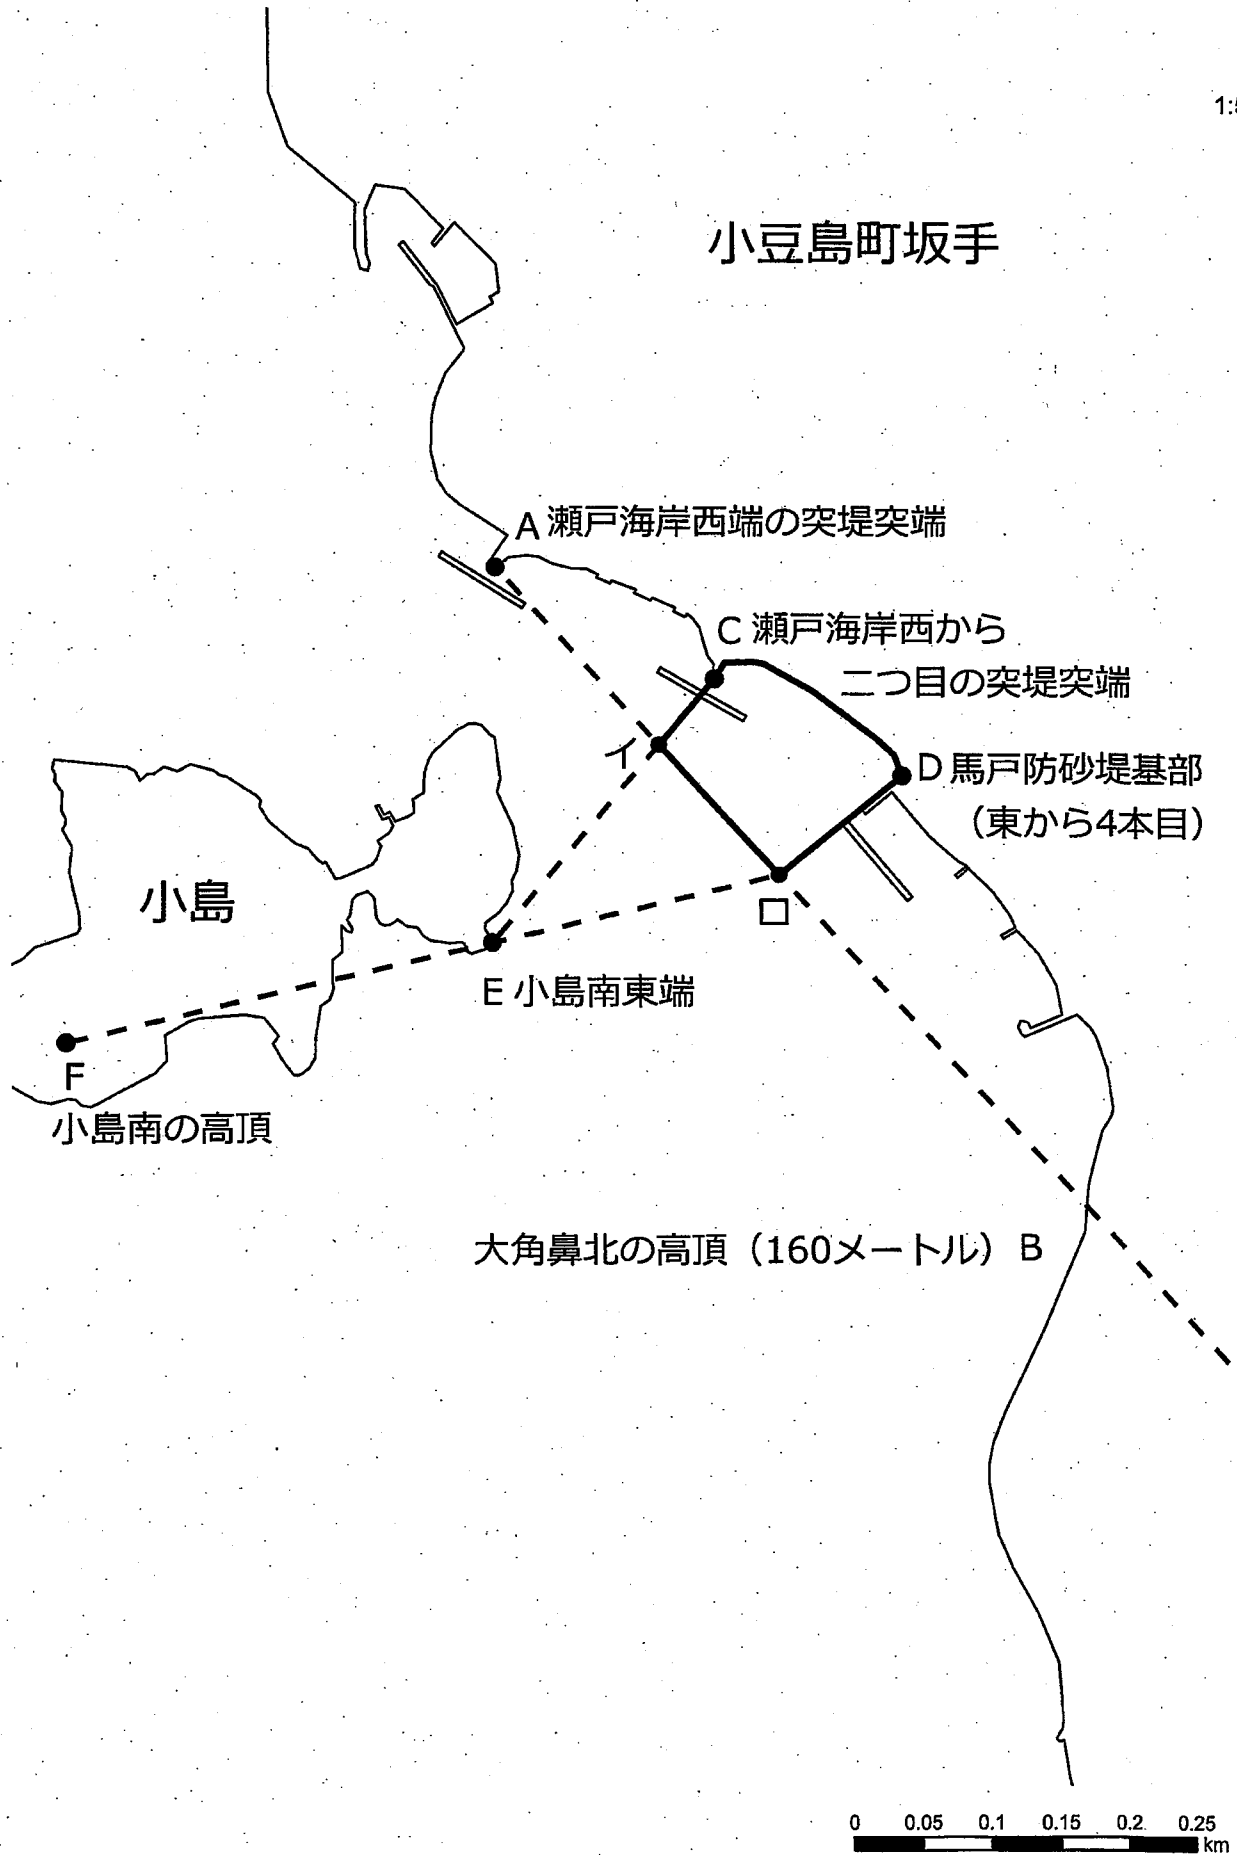 1:5
小豆島町坂手
A 瀬戸海岸西端の突堤突端
C 瀬戸海岸西から
二つ目の突堤突端
イ
D 馬戸防砂堤基部
（東から4本目）
小島
ロ
E 小島南東端
F
小島南の高頂
大角鼻北の高頂（160メートル）B
0 0.05 0.1 0.15 0.2 0.25
km